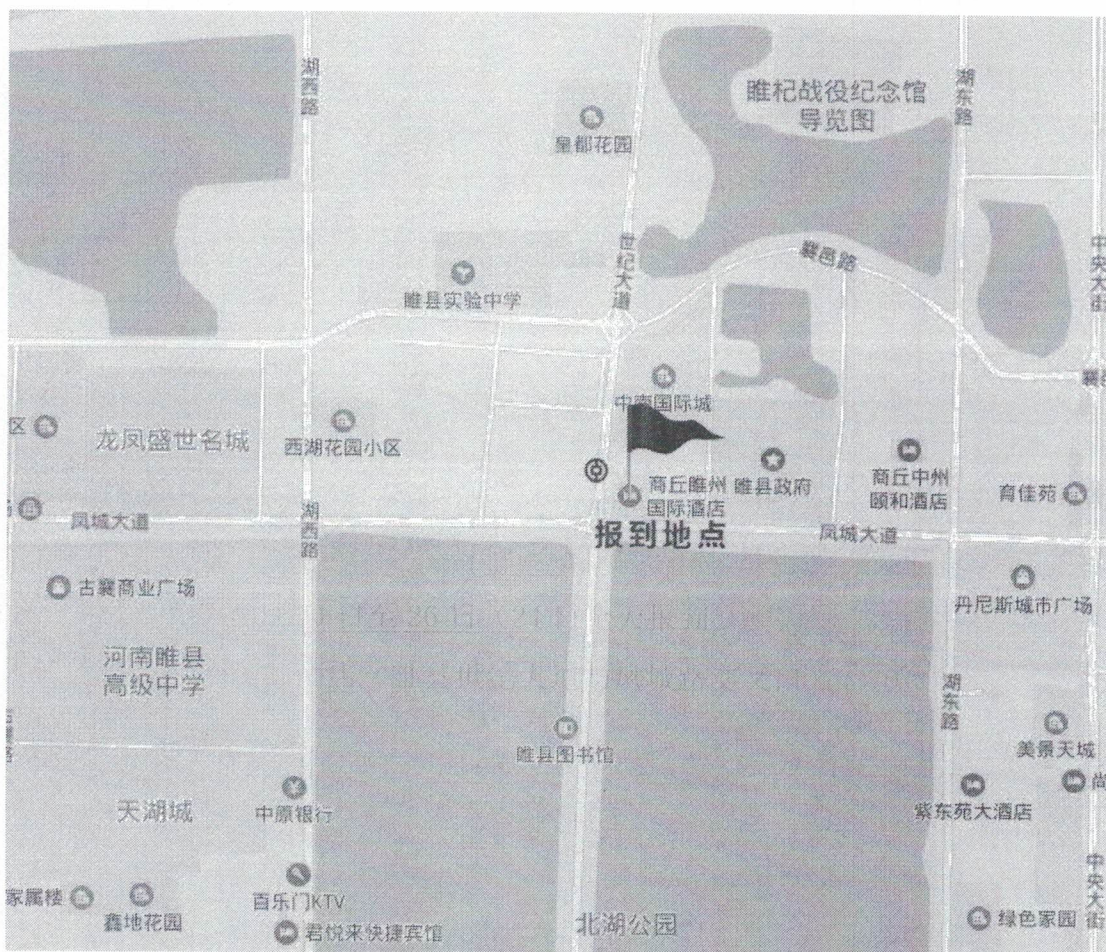 湖西路
睢杞战役纪念馆
导览图
湖东路
皇都花园
世纪大道
襄邑路
中央大街
睢县实验中学
中南国际城
区
龙凤盛世名城
西湖花园小区
商丘睢州
国际酒店
睢县政府
商丘中州
颐和酒店
育佳苑
凤城大道
湖西路
报到地点
凤城大道
古襄商业广场
丹尼斯城市广场
河南睢县
高级中学
湖东路
睢县图书馆
美景天城
天湖城
中原银行
紫东苑大酒店
尚
百乐门KTV
中央大街
家属楼
鑫地花园
君悦来快捷宾馆
北湖公园
绿色家园